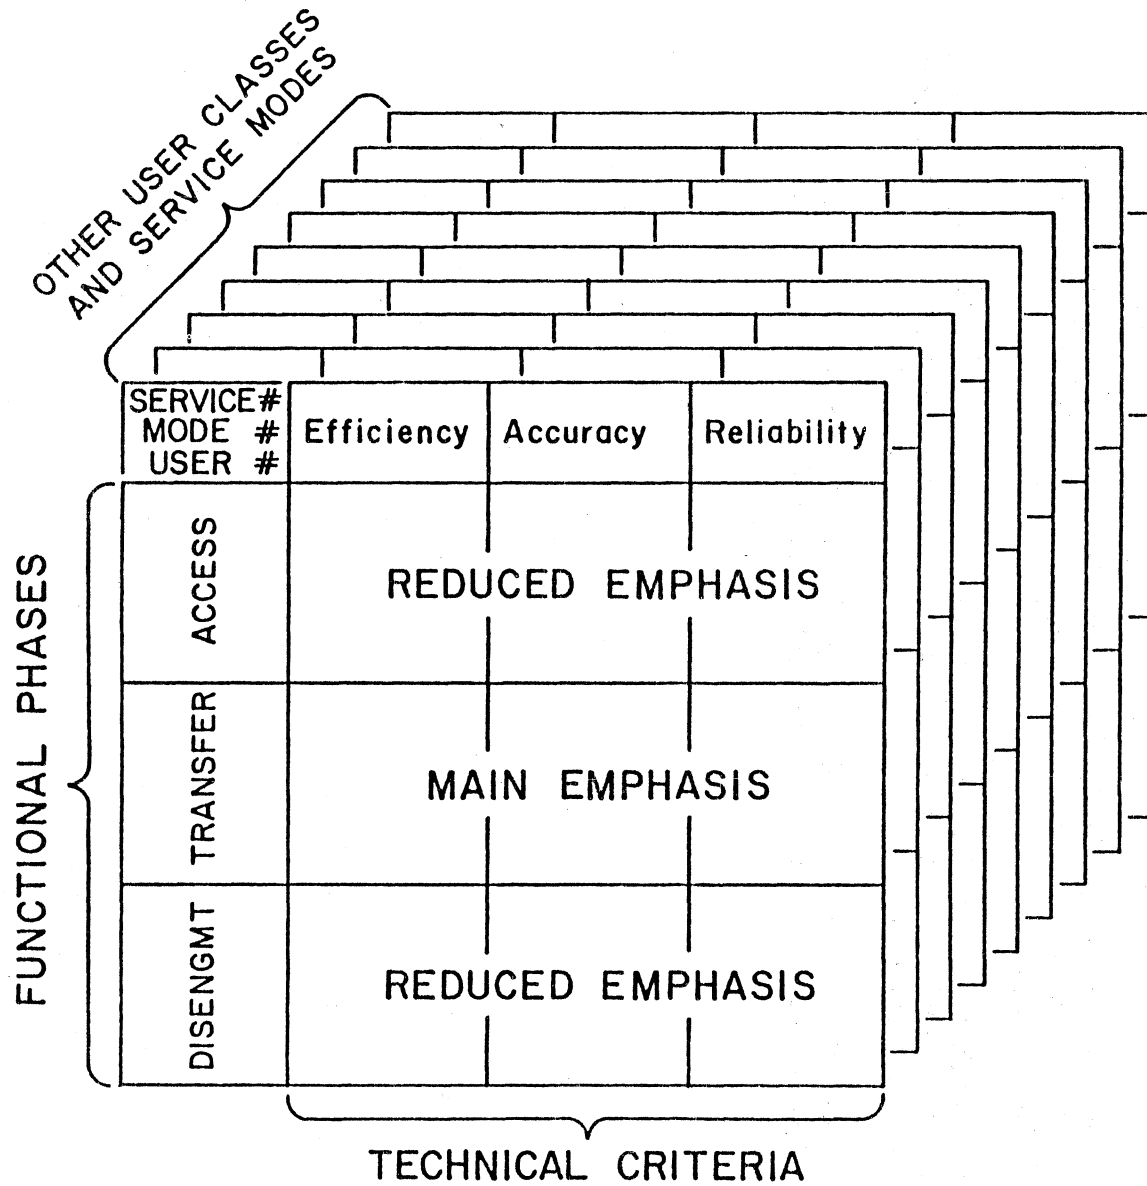 OTHER USER CLASSES
AND SERVICE MODES
SERVICE#
MODE #
USER #
Efficiency
Accuracy
Reliability
FUNCTIONAL PHASES
ACCESS
REDUCED EMPHASIS
TRANSFER
MAIN EMPHASIS
DISENGMT
REDUCED EMPHASIS
TECHNICAL CRITERIA